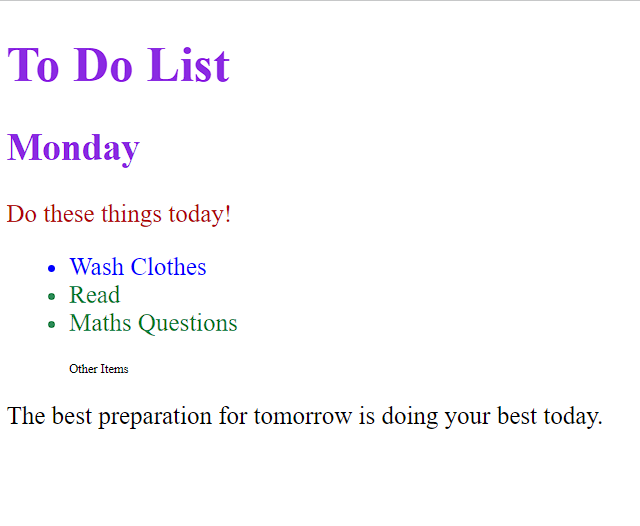 To Do List
Monday
Do these things today!
Wash Clothes
Read
Maths Questions
Other Items
The best preparation for tomorrow is doing your best today.